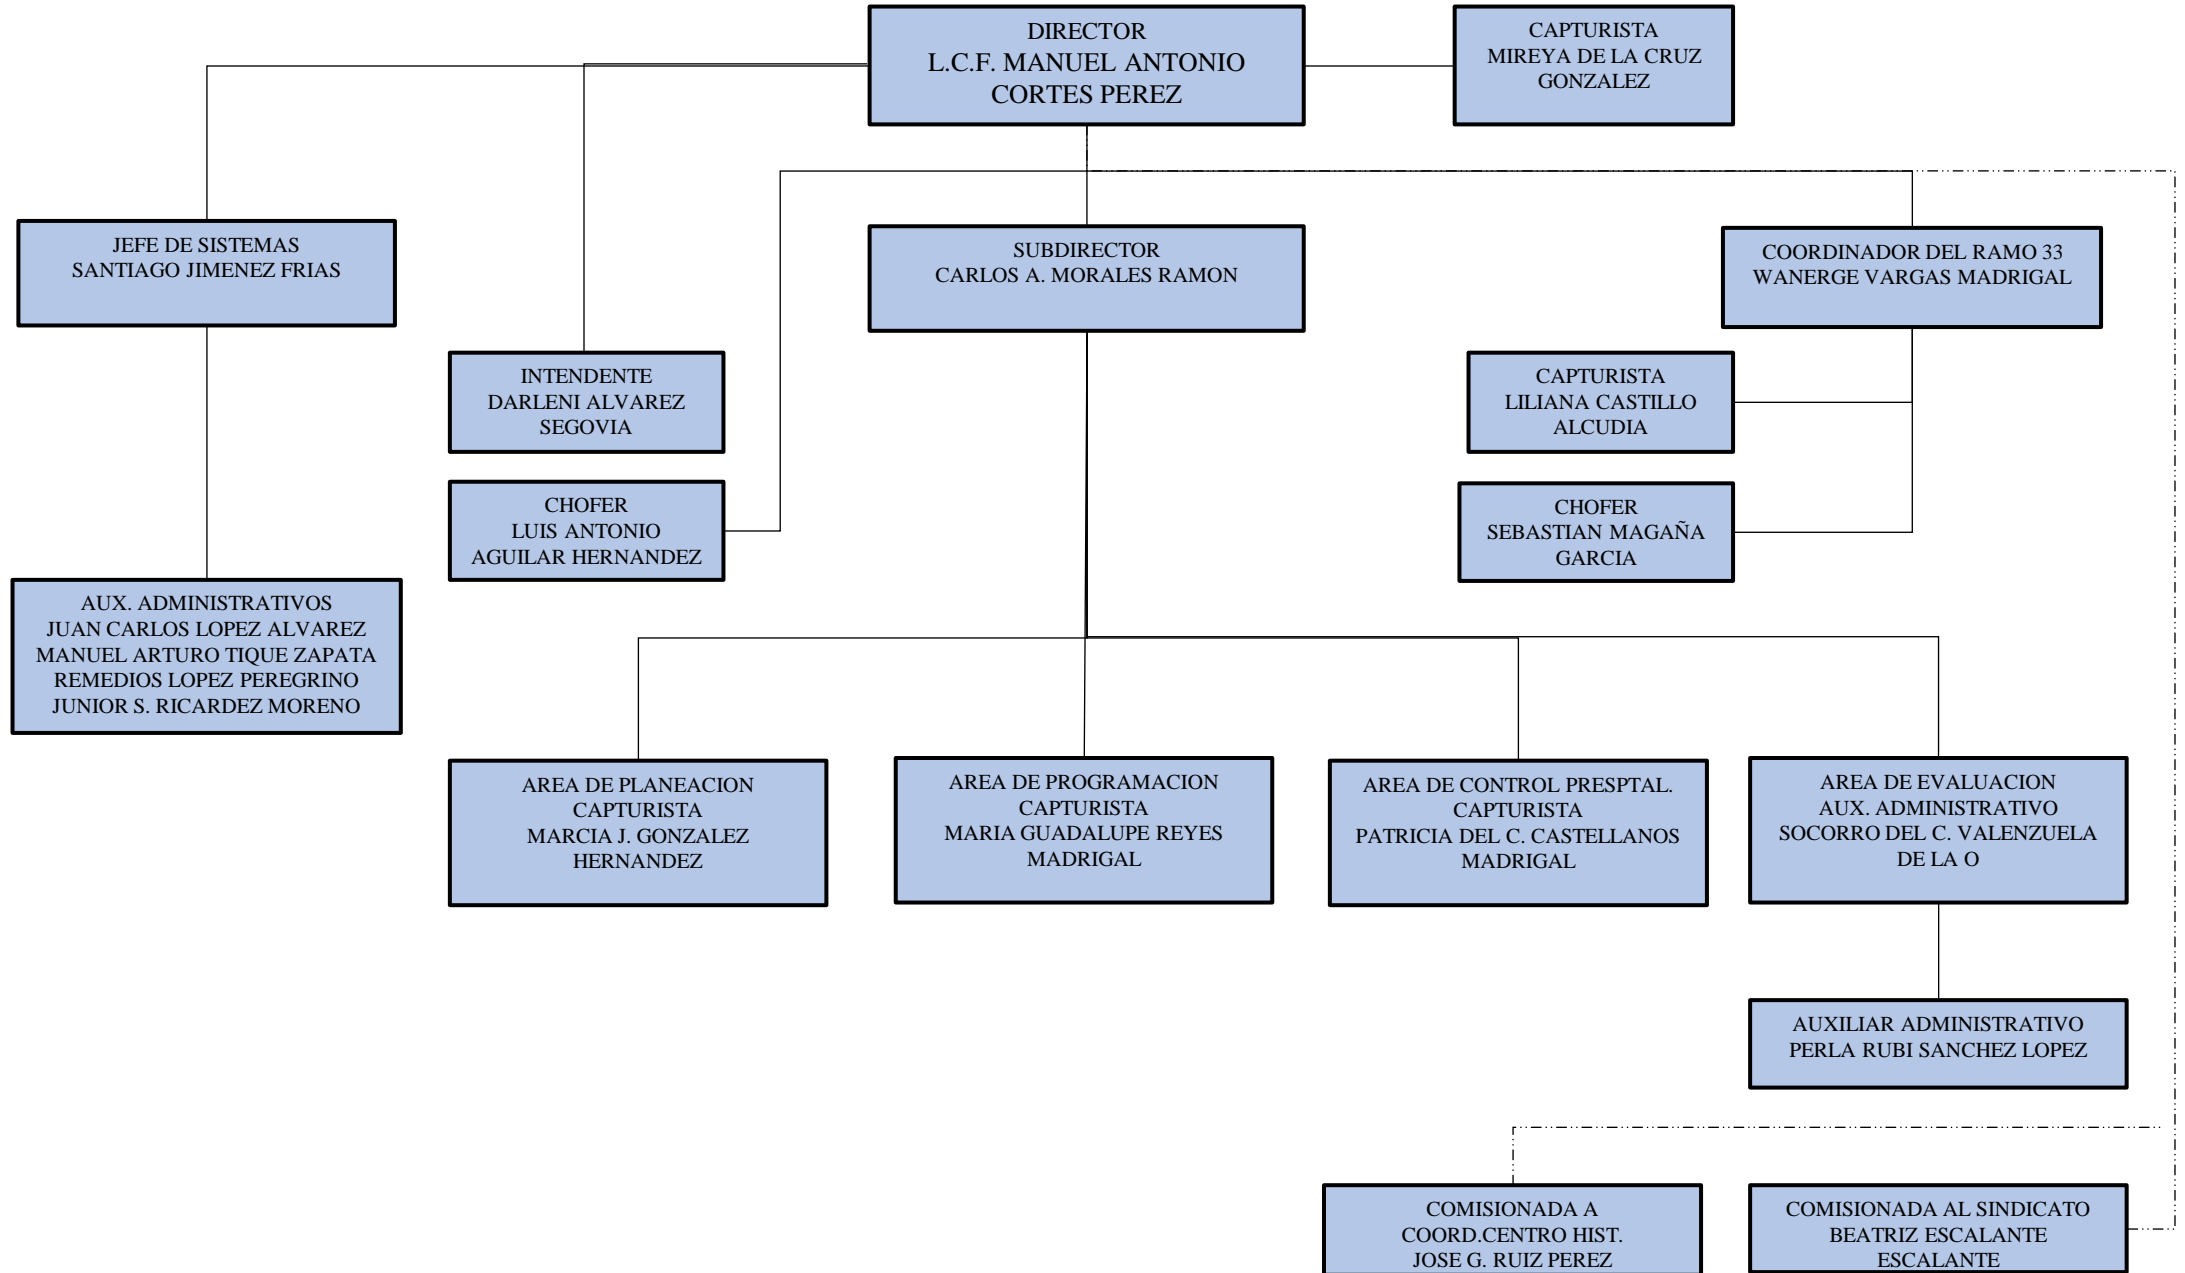 DIRECTOR
L.C.F. MANUEL ANTONIO
CORTES PEREZ
CAPTURISTA
MIREYA DE LA CRUZ
GONZALEZ
JEFE DE SISTEMAS
SANTIAGO JIMENEZ FRIAS
SUBDIRECTOR
CARLOS A. MORALES RAMON
COORDINADOR DEL RAMO 33
WANERGE VARGAS MADRIGAL
INTENDENTE
DARLENI ALVAREZ
SEGOVIA
CAPTURISTA
LILIANA CASTILLO
ALCUDIA
CHOFER
LUIS ANTONIO
AGUILAR HERNANDEZ
CHOFER
SEBASTIAN MAGAÑA
GARCIA
AUX. ADMINISTRATIVOS
JUAN CARLOS LOPEZ ALVAREZ
MANUEL ARTURO TIQUE ZAPATA
REMEDIOS LOPEZ PEREGRINO
JUNIOR S. RICARDEZ MORENO
AREA DE PLANEACION
CAPTURISTA
MARCIA J. GONZALEZ
HERNANDEZ
AREA DE PROGRAMACION
CAPTURISTA
MARIA GUADALUPE REYES
MADRIGAL
AREA DE CONTROL PRESPTAL.
CAPTURISTA
PATRICIA DEL C. CASTELLANOS
MADRIGAL
AREA DE EVALUACION
AUX. ADMINISTRATIVO
SOCORRO DEL C. VALENZUELA
DE LA O
AUXILIAR ADMINISTRATIVO
PERLA RUBI SANCHEZ LOPEZ
COMISIONADA A
COORD.CENTRO HIST.
JOSE G. RUIZ PEREZ
COMISIONADA AL SINDICATO
BEATRIZ ESCALANTE
ESCALANTE